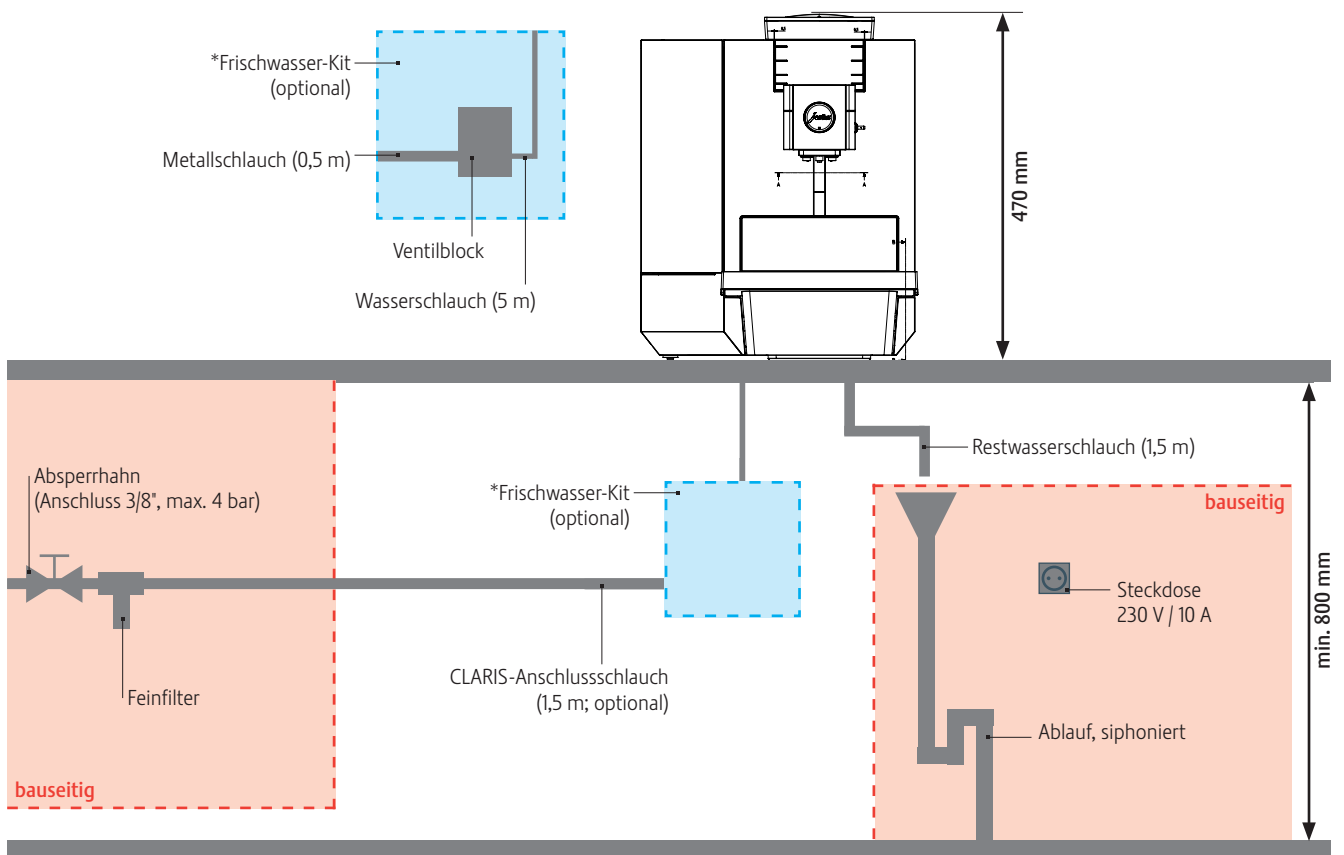 *Frischwasser-Kit
(optional)
Metallschlauch (0,5 m)
Ventilblock
Wasserschlauch (5 m)
470 mm
Restwasserschlauch (1,5 m)
Absperrhahn
(Anschluss 3/8", max. 4 bar)
*Frischwasser-Kit
(optional)
bauseitig
Steckdose
230 V / 10 A
min. 800 mm
CLARIS-Anschlussschlauch
(1,5 m; optional)
Feinfilter
Ablauf, siphoniert
bauseitig